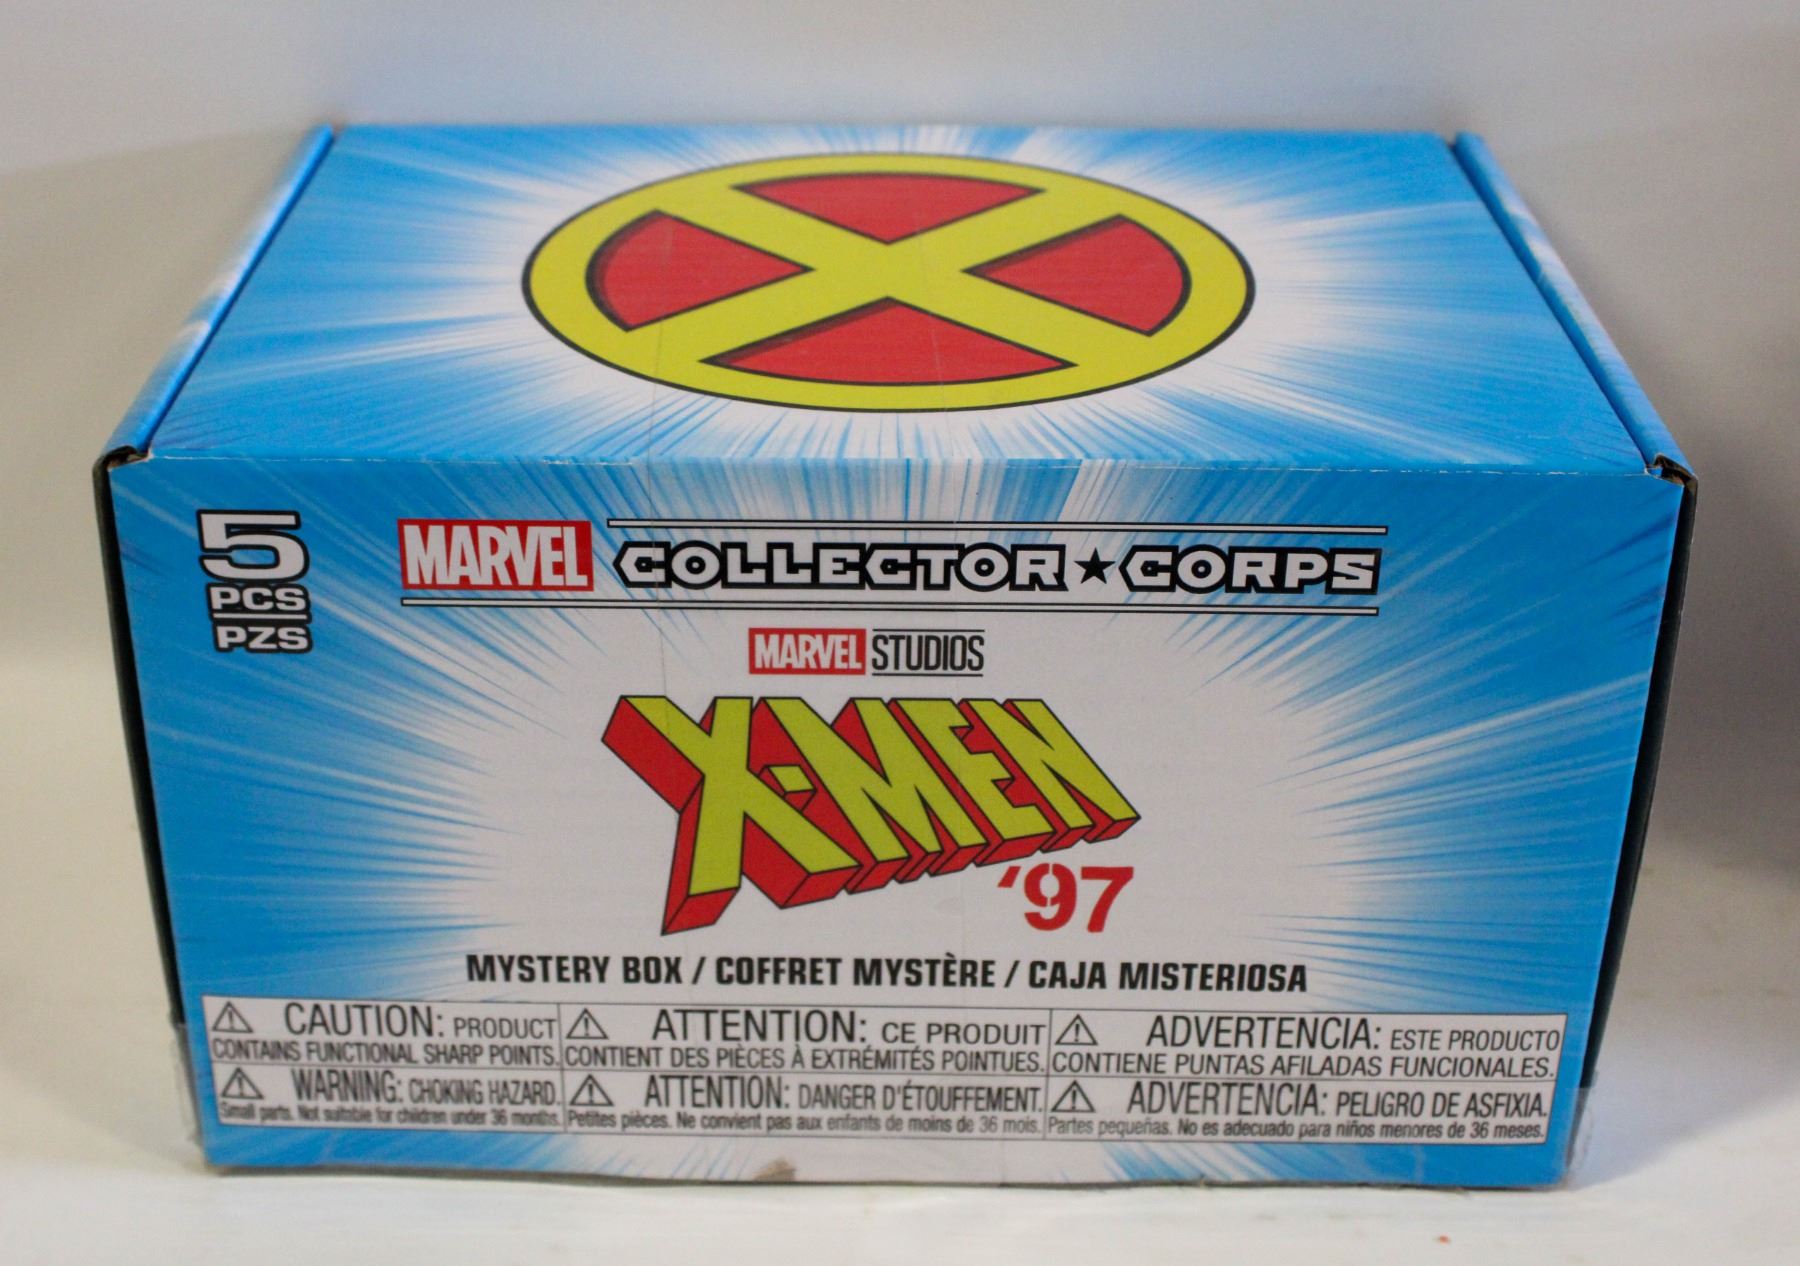 5
PCS
PZS
MARVEL COLLECTOR★CORPS
MARVEL STUDIOS
X-MEN
'97
MYSTERY BOX / COFFRET MYSTÈRE / CAJA MISTERIOSA
CAUTION: PRODUCT
CONTAINS FUNCTIONAL SHARP POINTS.
ATTENTION: CE PRODUIT
CONTIENT DES PIÈCES À EXTRÉMITÉS POINTUES.
ADVERTENCIA: ESTE PRODUCTO
CONTIENE PUNTAS AFILADAS FUNCIONALES.
WARNING: CHOKING HAZARD.
Small parts. Not suitable for children under 36 months.
ATTENTION: DANGER D'ÉTOUFFEMENT.
Petites pièces. Ne convient pas aux enfants de moins de 36 mois.
ADVERTENCIA: PELIGRO DE ASFIXIA.
Partes pequeñas. No es adecuado para niños menores de 36 meses.